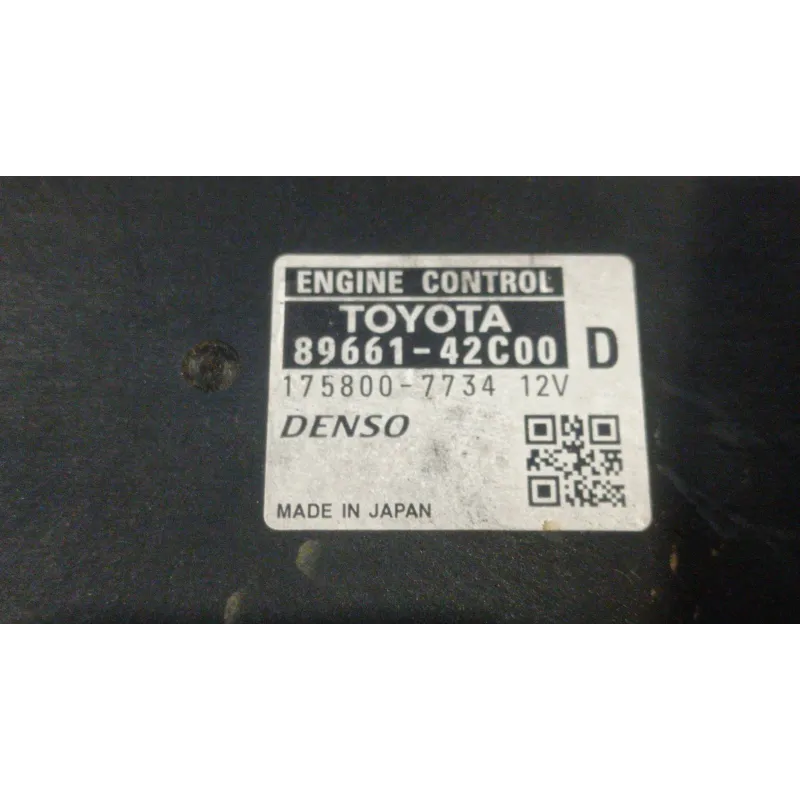 ENGINE CONTROL
TOYOTA
89661-42C00 D
175800-7734 12V
DENSO
MADE IN JAPAN